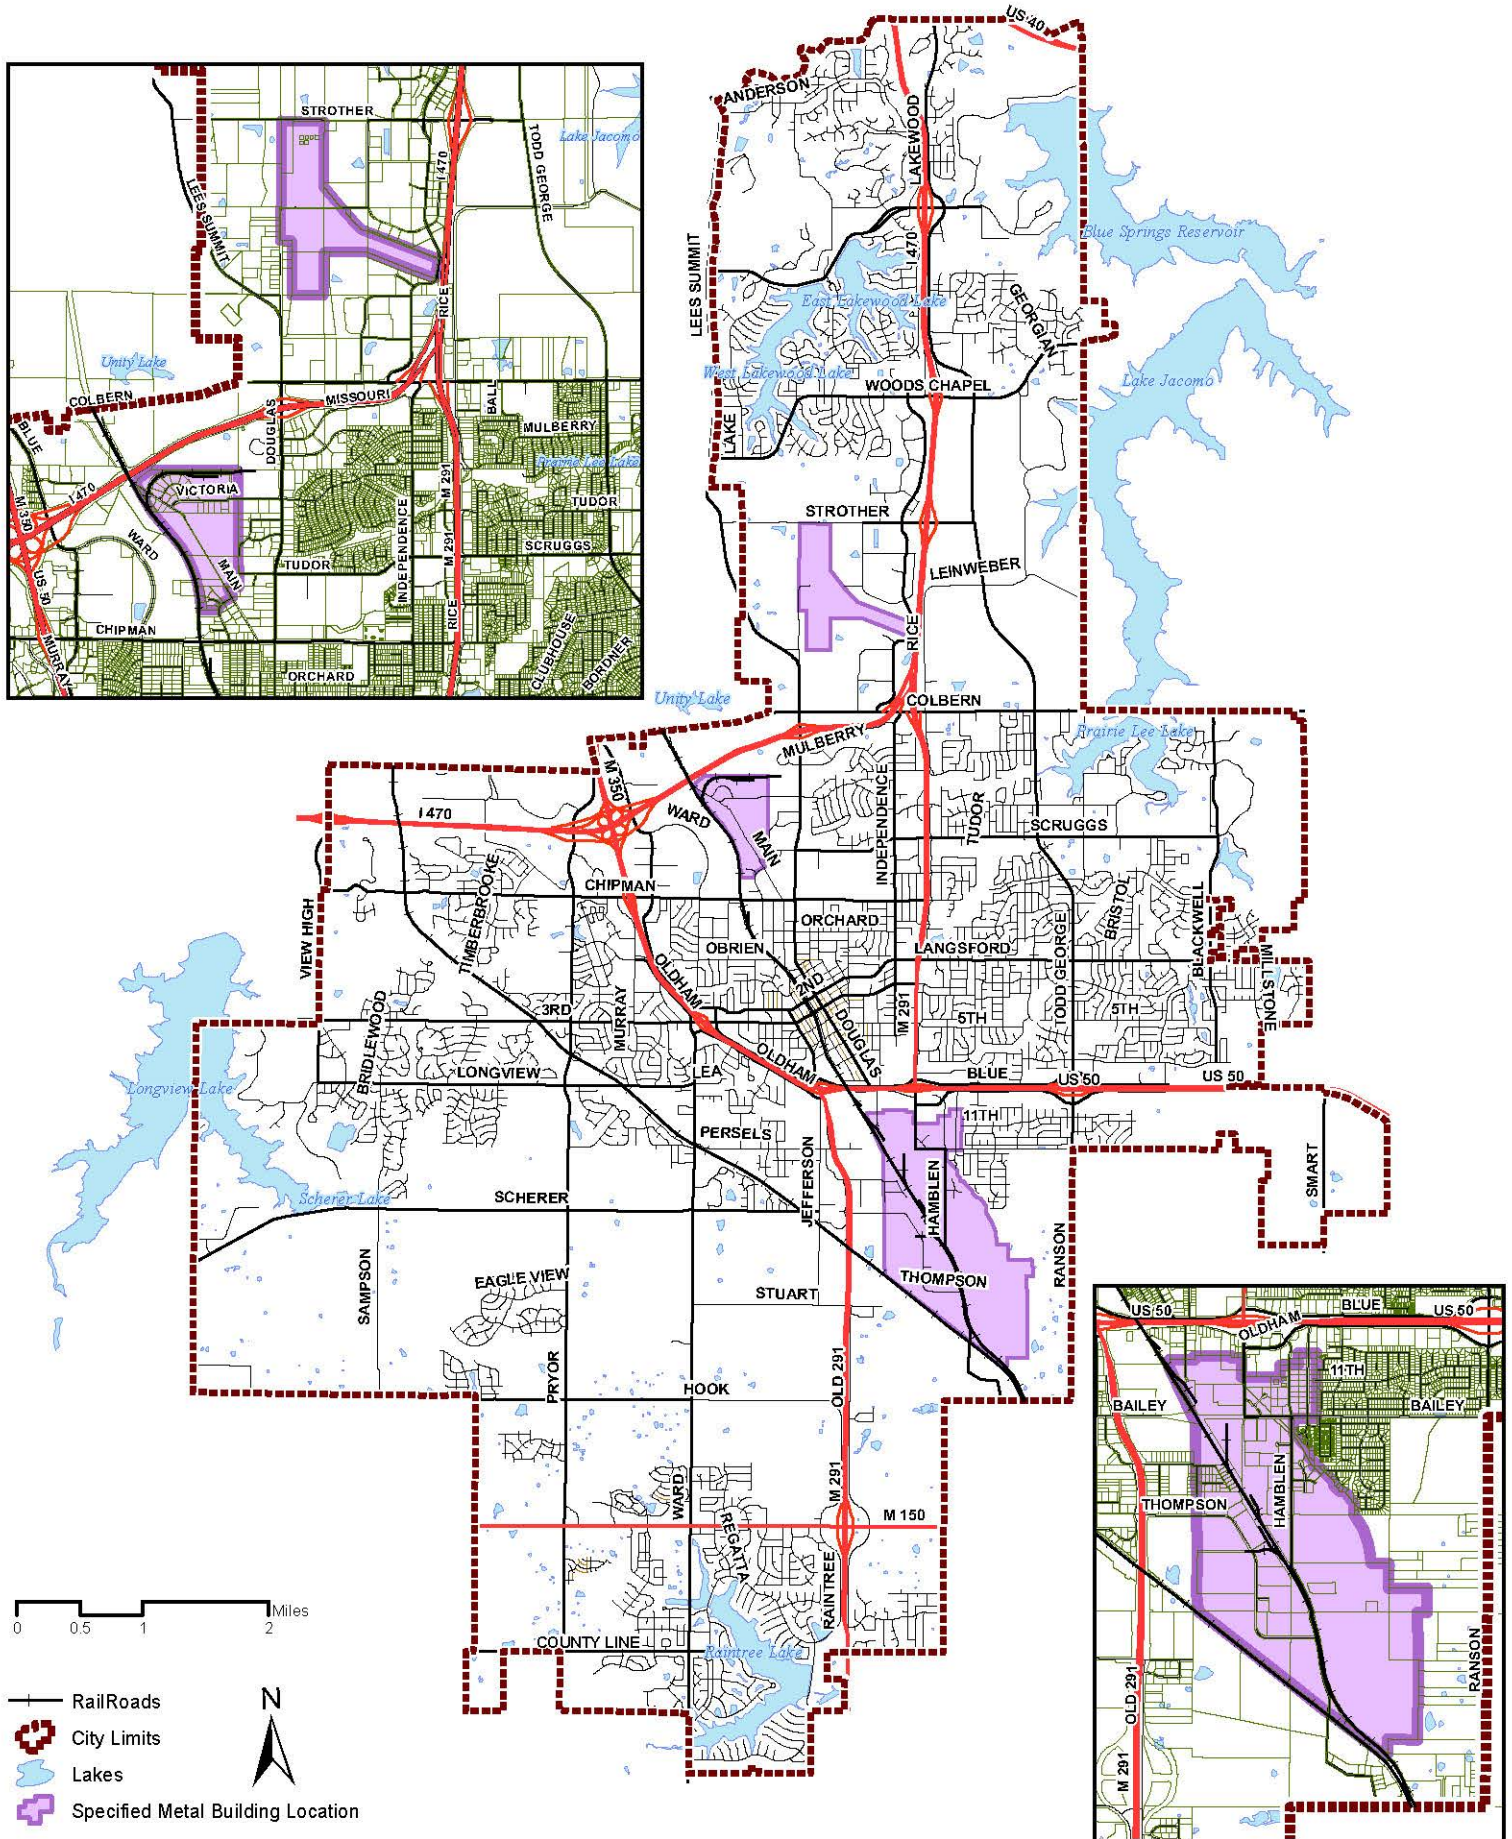 US 40
ANDERSON
LAKEWOOD
I 470
LEES SUMMIT
Blue Springs Reservoir
East Lakewood Lake
GEORGIAN
West Lakewood Lake
WOODS CHAPEL
Lake Jacomo
LAKE
STROTHER
LEINWEBER
RICE
Unity Lake
COLBERN
MULBERRY
Prairie Lee Lake
M 350
I 470
WARD
MAIN
INDEPENDENCE
TUDOR
SCRUGGS
TIMBERBROOKE
CHIPMAN
ORCHARD
OBRIEN
LANGSFORD
BRISTOL
BLACKWELL
VIEW HIGH
OLDHAM
2ND
TODD GEORGE
MILLSTONE
BRIDLEWOOD
3RD
MURRAY
M 291
DOUGLAS
5TH
5TH
Longview Lake
LONGVIEW
LEA
OLDHAM
BLUE
US 50
US 50
11TH
PERSELS
JEFFERSON
HAMBLEN
SMART
Scherer Lake
SCHERER
SAMPSON
EAGLE VIEW
STUART
THOMPSON
RANSON
PRYOR
HOOK
OLD 291
WARD
M 291
M 150
REGATTA
RAINTREE
COUNTY LINE
Raintree Lake
STROTHER
Lake Jacomo
TODD GEORGE
I 470
LEES SUMMIT
RICE
Unity Lake
COLBERN
MISSOURI
BALL
BLUE
DOUGLAS
MULBERRY
Prairie Lee Lake
I 470
VICTORIA
M 291
M 350
TUDOR
WARD
INDEPENDENCE
M 291
SCRUGGS
MAIN
TUDOR
US 50
RICE
CHIPMAN
CLUBHOUSE
BORDNER
MURRAY
ORCHARD
US 50
BLUE
US 50
OLDHAM
11TH
BAILEY
BAILEY
THOMPSON
HAMBLEN
RANSON
OLD 291
M 291
0 0.5 1 2 Miles
N
RailRoads
City Limits
Lakes
Specified Metal Building Location